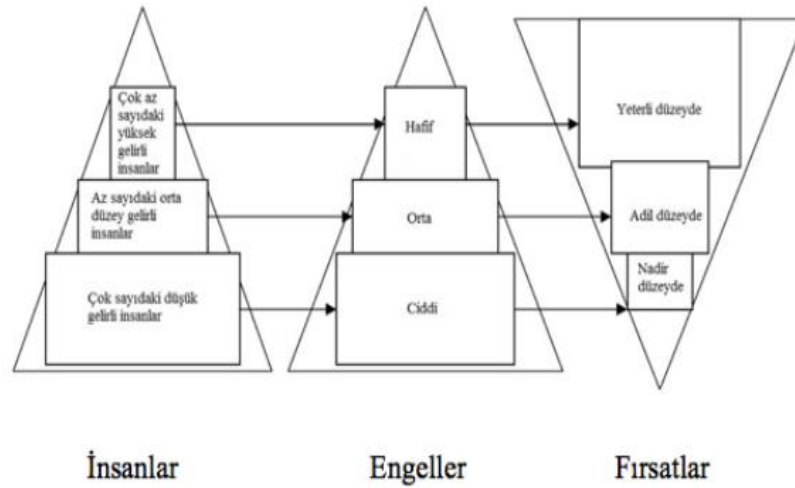 Çok az
sayıdaki
yüksek
gelirli
insanlar
Hafif
Yeterli düzeyde
Az sayıdaki orta
düzey gelirli
insanlar
Orta
Adil düzeyde
Çok sayıdaki düşük
gelirli insanlar
Ciddi
Nadir
düzeyde
İnsanlar
Engeller
Fırsatlar